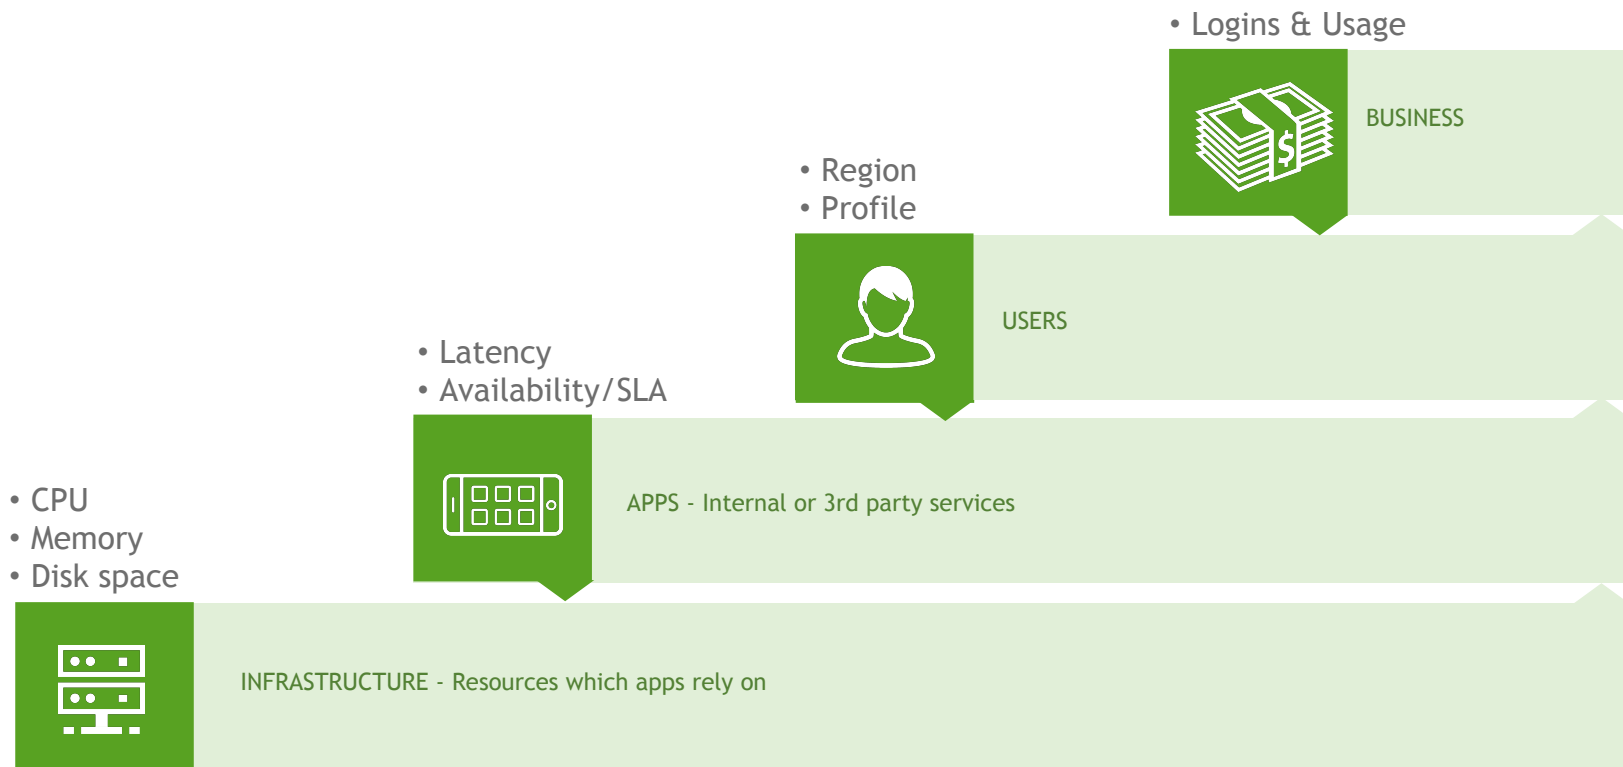 • Logins & Usage
BUSINESS
$
• Region
• Profile
USERS
• Latency
• Availability/SLA
APPS - Internal or 3rd party services
• CPU
• Memory
• Disk space
INFRASTRUCTURE - Resources which apps rely on